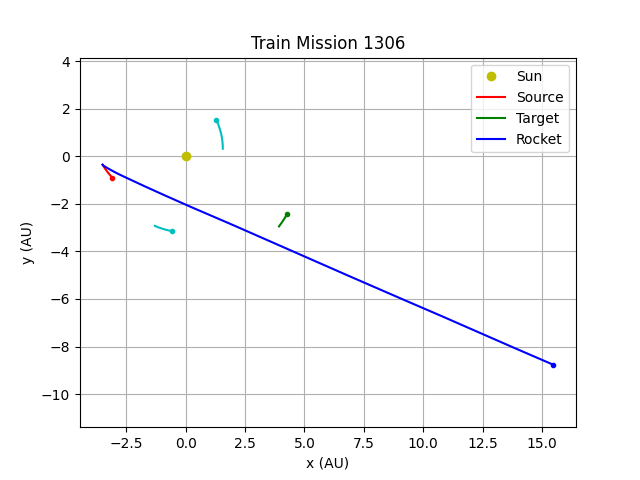 Train Mission 1306
Sun
Source
Target
Rocket
4
2
0
−2
−4
−6
−8
−10
y (AU)
−2.5 0.0 2.5 5.0 7.5 10.0 12.5 15.0
x (AU)